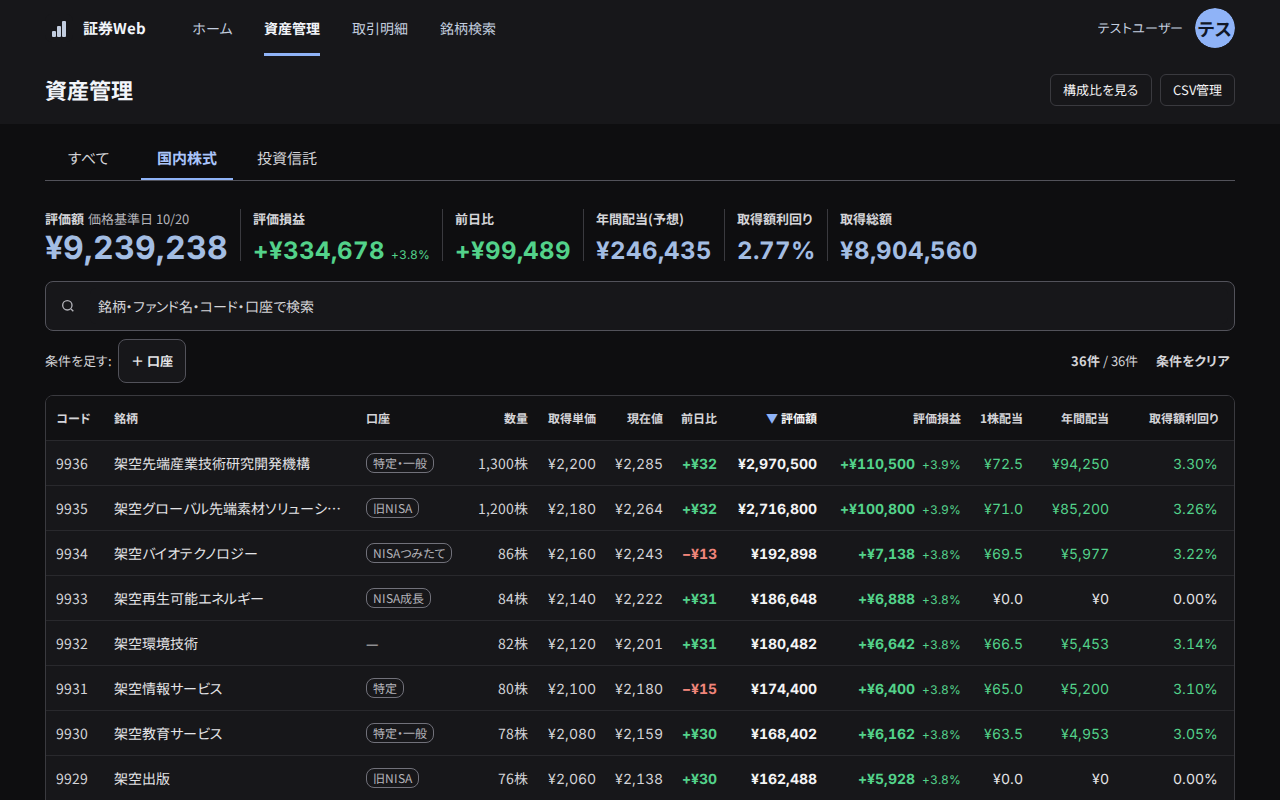 証券Web ホーム 資産管理 取引明細 銘柄検索 テストユーザー テス
資産管理 構成比を見る CSV管理
すべて 国内株式 投資信託
評価額 価格基準日 10/20 評価損益 前日比 年間配当(予想) 取得額利回り 取得総額
¥9,239,238 +¥334,678 +3.8% +¥99,489 ¥246,435 2.77% ¥8,904,560
銘柄・ファンド名・コード・口座で検索
条件を足す: ＋ 口座 36件 / 36件 条件をクリア
コード 銘柄 口座 数量 取得単価 現在値 前日比 ▼ 評価額 評価損益 1株配当 年間配当 取得額利回り
9936 架空先端産業技術研究開発機構 特定・一般 1,300株 ¥2,200 ¥2,285 +¥32 ¥2,970,500 +¥110,500 +3.9% ¥72.5 ¥94,250 3.30%
9935 架空グローバル先端素材ソリューシ… 旧NISA 1,200株 ¥2,180 ¥2,264 +¥32 ¥2,716,800 +¥100,800 +3.9% ¥71.0 ¥85,200 3.26%
9934 架空バイオテクノロジー NISAつみたて 86株 ¥2,160 ¥2,243 −¥13 ¥192,898 +¥7,138 +3.8% ¥69.5 ¥5,977 3.22%
9933 架空再生可能エネルギー NISA成長 84株 ¥2,140 ¥2,222 +¥31 ¥186,648 +¥6,888 +3.8% ¥0.0 ¥0 0.00%
9932 架空環境技術 — 82株 ¥2,120 ¥2,201 +¥31 ¥180,482 +¥6,642 +3.8% ¥66.5 ¥5,453 3.14%
9931 架空情報サービス 特定 80株 ¥2,100 ¥2,180 −¥15 ¥174,400 +¥6,400 +3.8% ¥65.0 ¥5,200 3.10%
9930 架空教育サービス 特定・一般 78株 ¥2,080 ¥2,159 +¥30 ¥168,402 +¥6,162 +3.8% ¥63.5 ¥4,953 3.05%
9929 架空出版 旧NISA 76株 ¥2,060 ¥2,138 +¥30 ¥162,488 +¥5,928 +3.8% ¥0.0 ¥0 0.00%